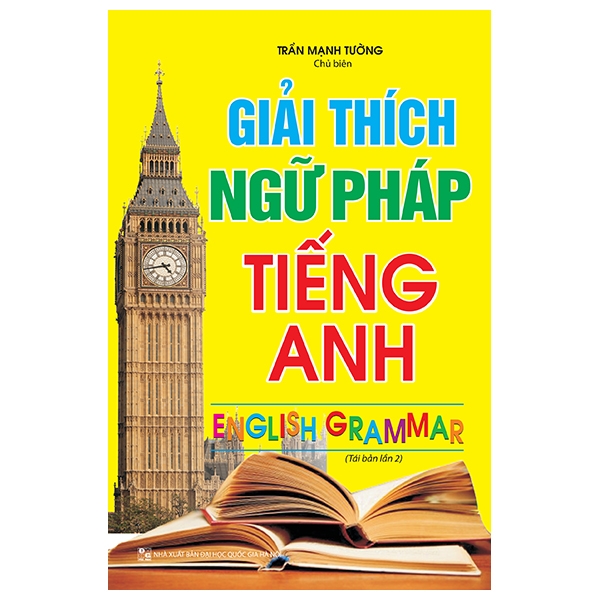 TRẦN MẠNH TƯỜNG
Chủ biên
GIẢI THÍCH
NGỮ PHÁP
TIẾNG
ANH
ENGLISH GRAMMAR
(Tái bản lần 2)
NHÀ XUẤT BẢN ĐẠI HỌC QUỐC GIA HÀ NỘI